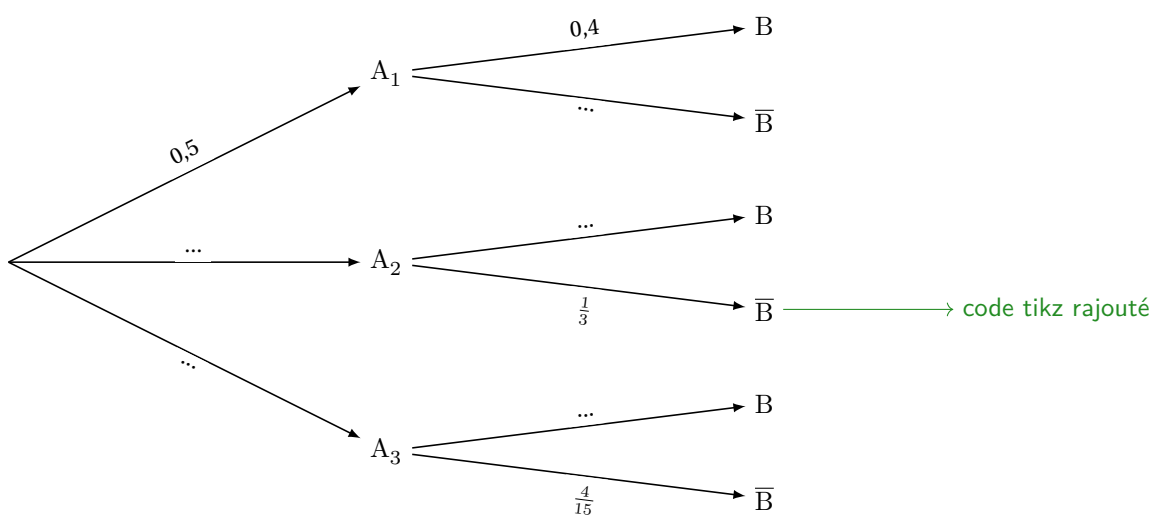 0,4
B
A1
...
B̅
0,5
...
B
...
A2
1/3
B̅
code tikz rajouté
...
...
B
A3
4/15
B̅